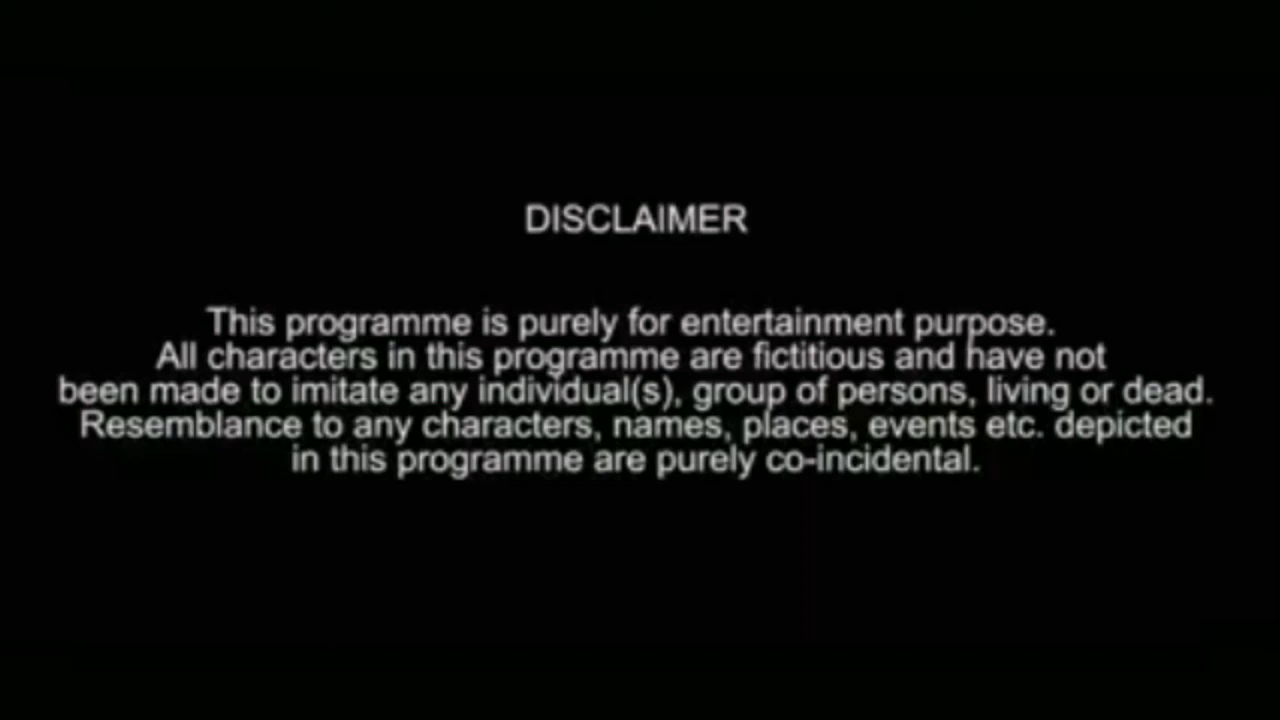 DISCLAIMER
This programme is purely for entertainment purpose.
All characters in this programme are fictitious and have not
been made to imitate any individual(s), group of persons, living or dead.
Resemblance to any characters, names, places, events etc. depicted
in this programme are purely co-incidental.